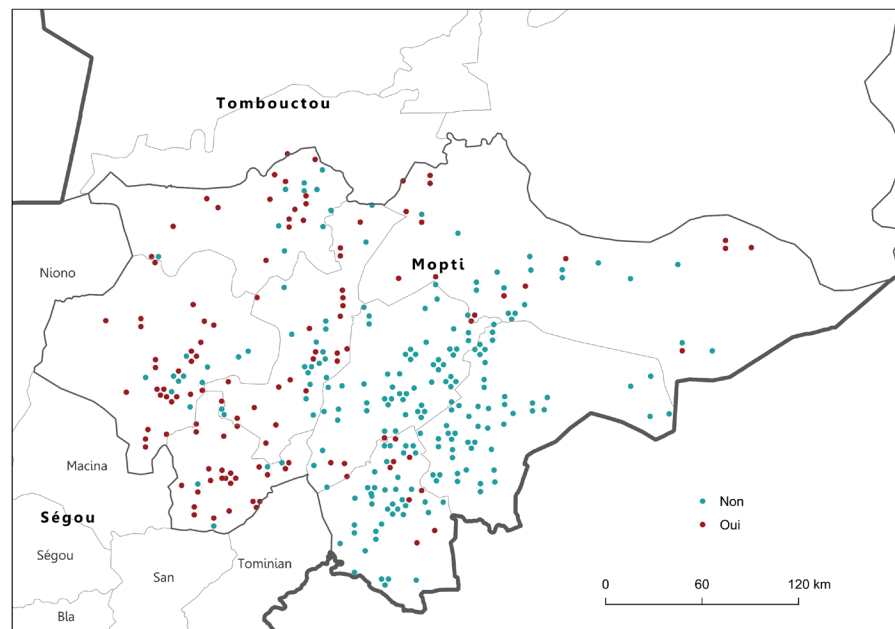 Tombouctou
Mopti
Niono
Macina
Ségou
Ségou
San
Tominian
Bla
Non
Oui
0 60 120 km